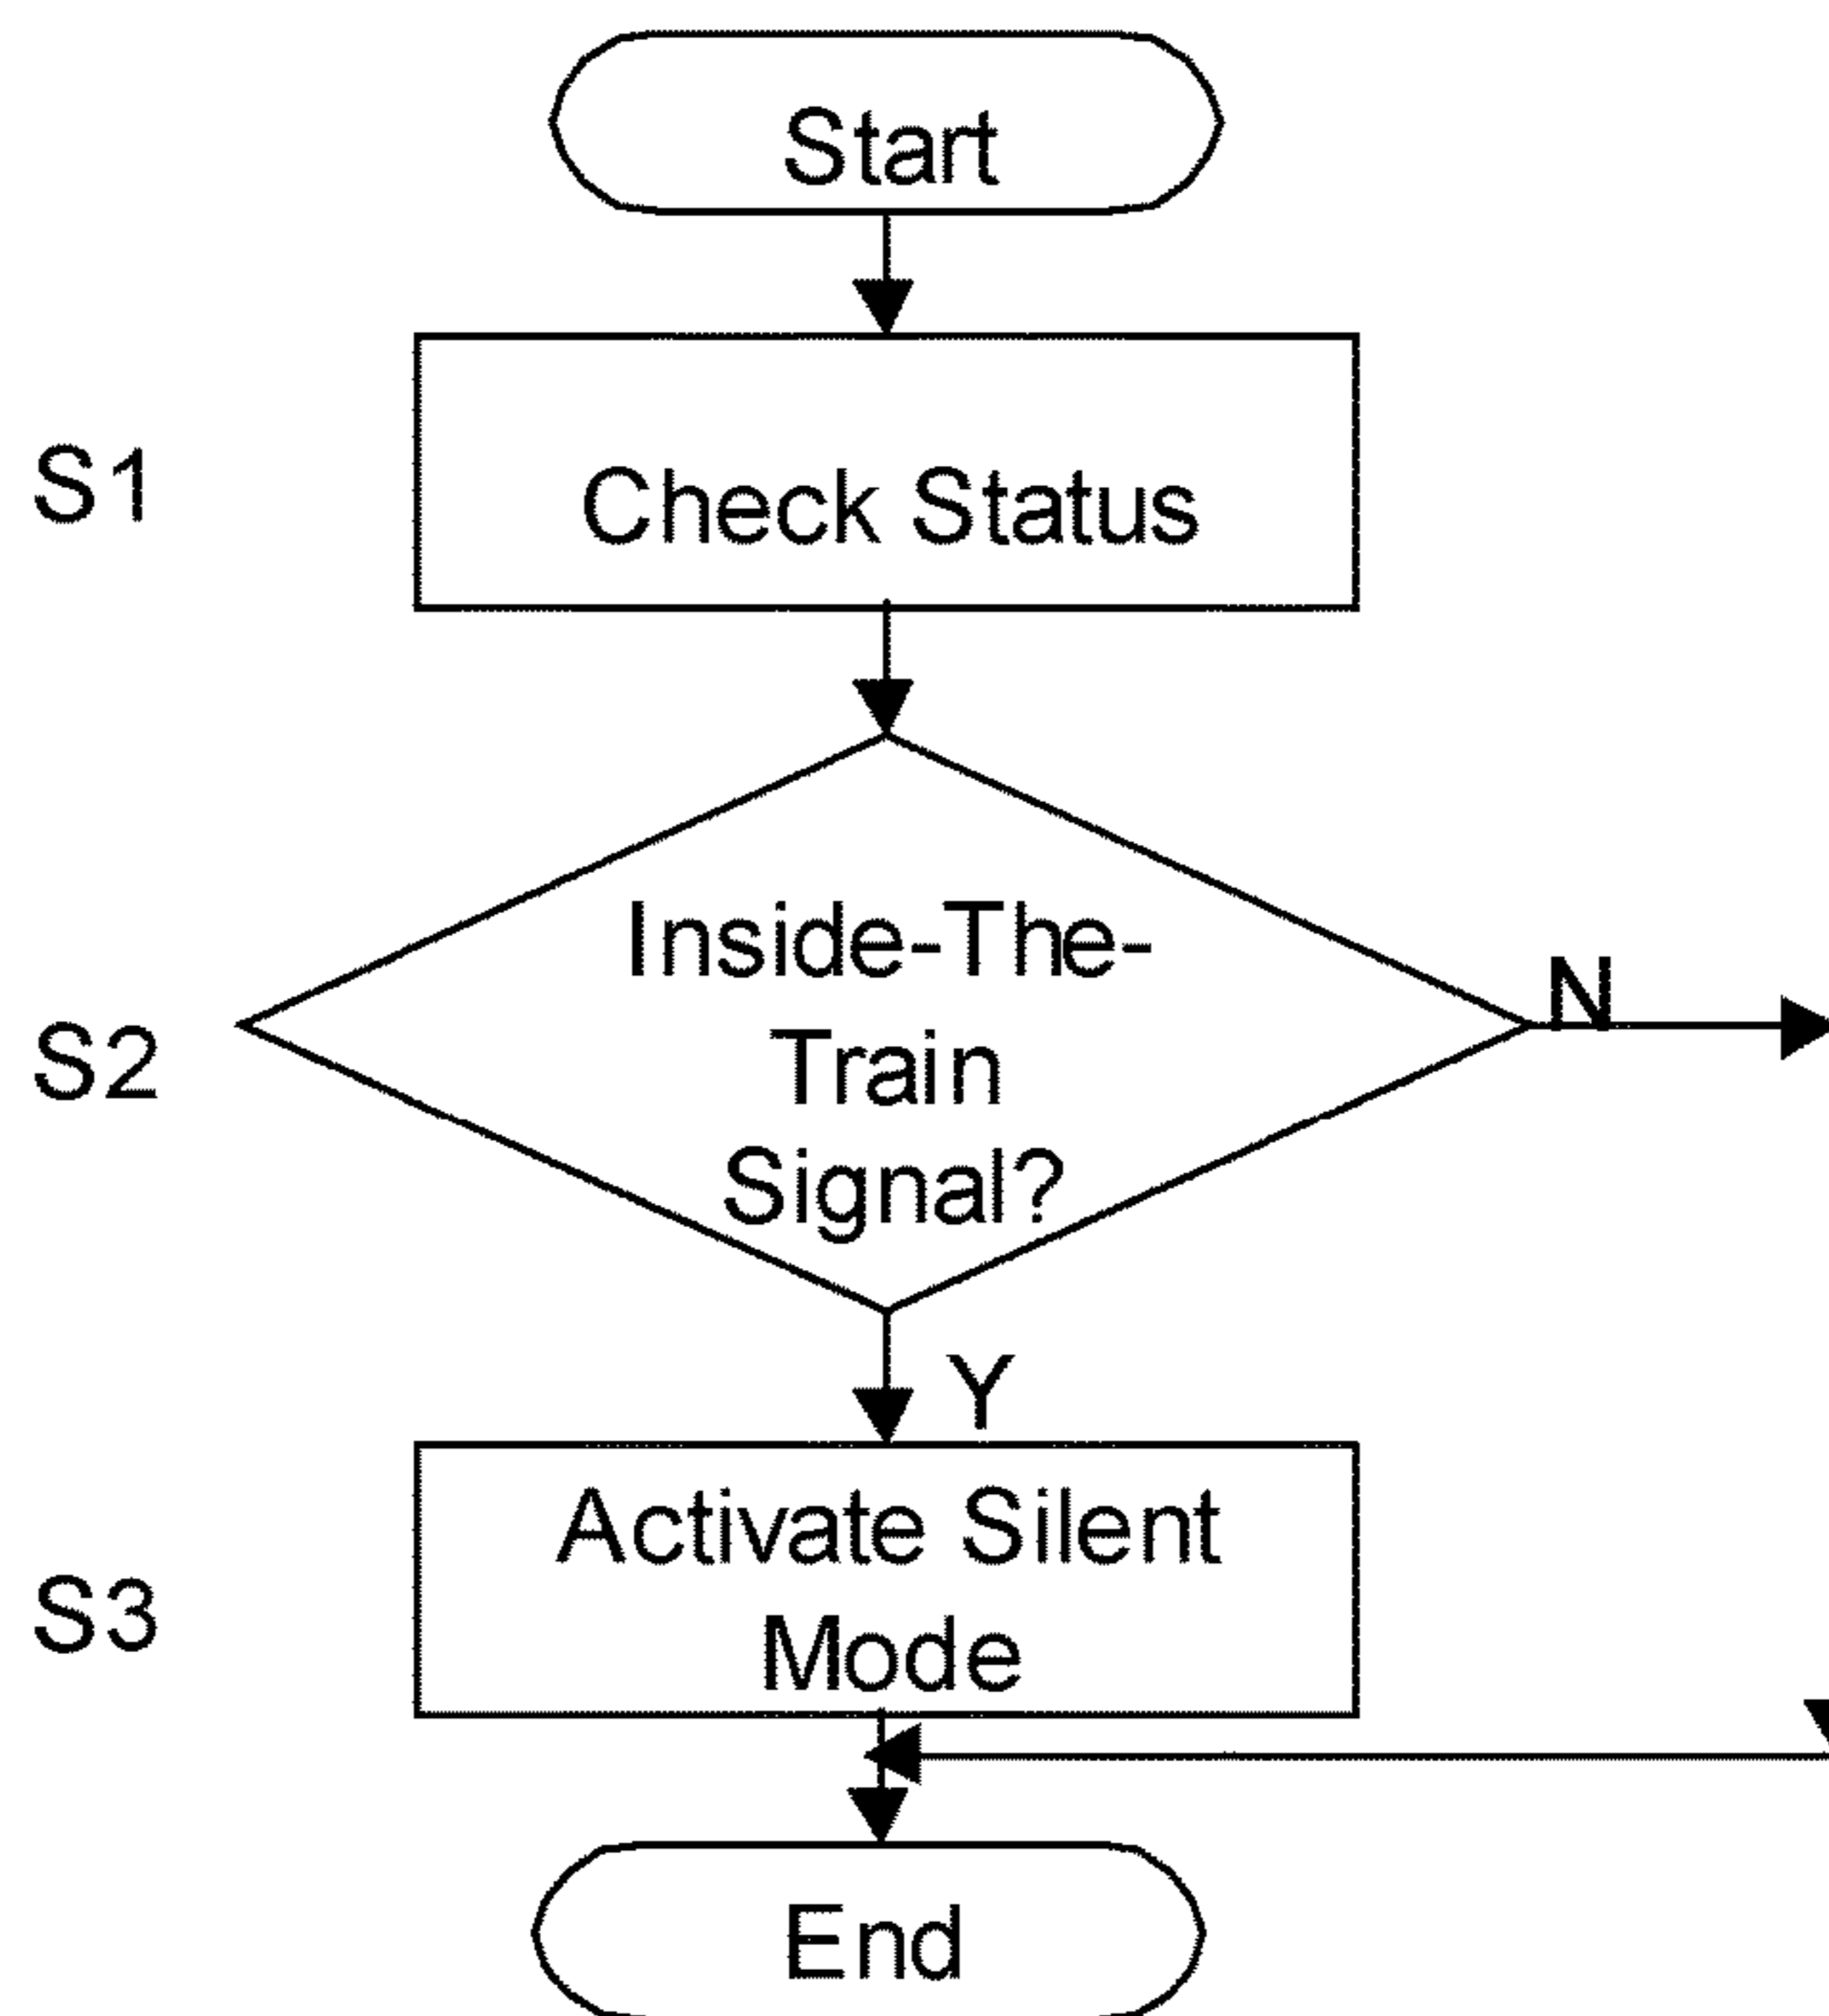 Start
S1
Check Status
Inside-The-
S2
Train
Signal?
N
Y
Activate Silent
S3
Mode
End